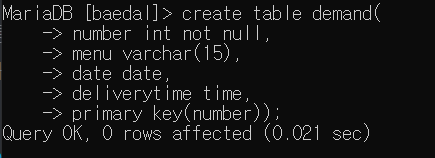 MariaDB [baedal]> create table demand(
-> number int not null,
-> menu varchar(15),
-> date date,
-> deliverytime time,
-> primary key(number));
Query OK, 0 rows affected (0.021 sec)